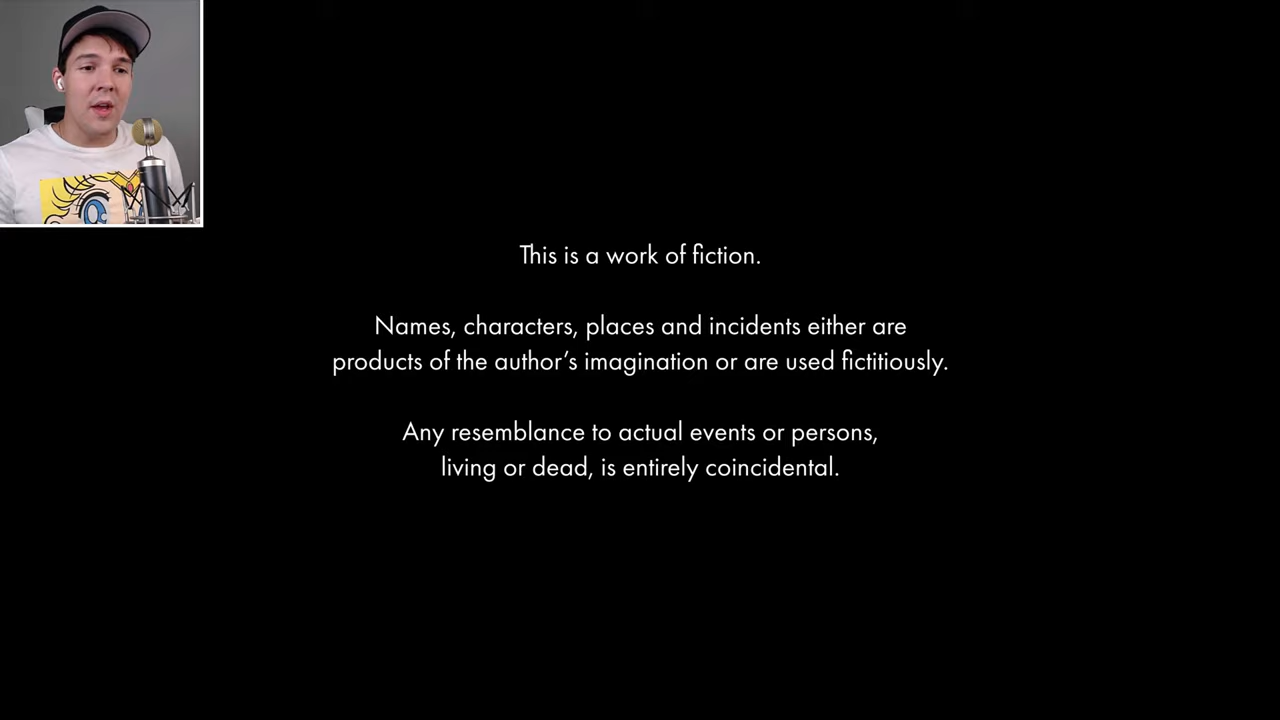 This is a work of fiction.
Names, characters, places and incidents either are
products of the author’s imagination or are used fictitiously.
Any resemblance to actual events or persons,
living or dead, is entirely coincidental.